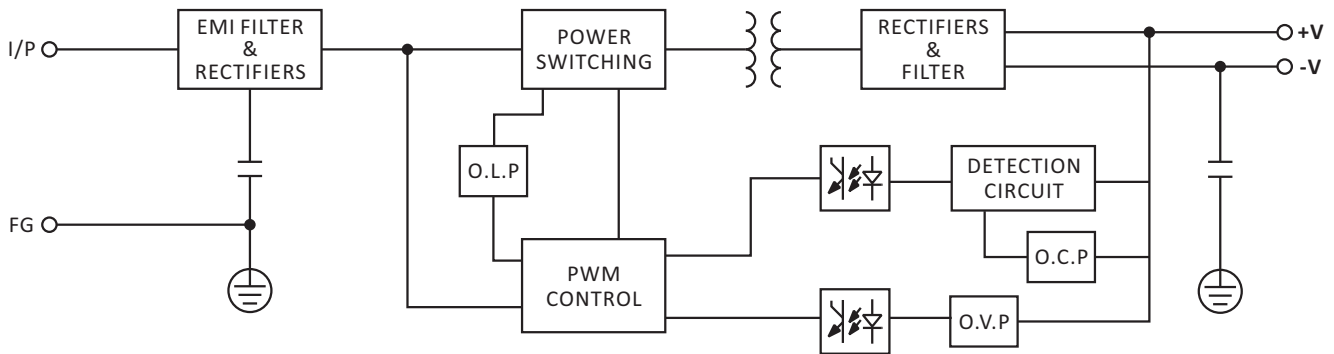 I/P
EMI FILTER
&
RECTIFIERS
POWER
SWITCHING
RECTIFIERS
&
FILTER
+V
-V
O.L.P
DETECTION
CIRCUIT
FG
O.C.P
PWM
CONTROL
O.V.P